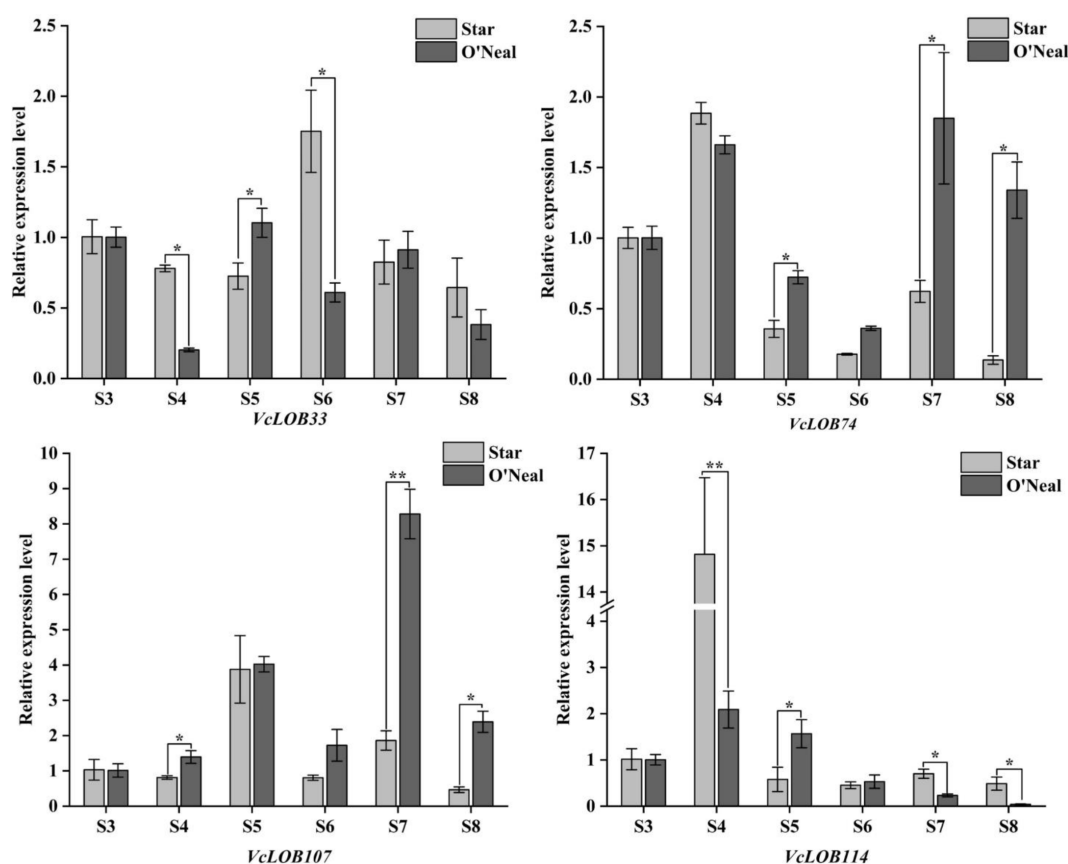 2.5
2.0
1.5
1.0
0.5
0.0
Relative expression level
Star
O'Neal
*
*
*
S3 S4 S5 S6 S7 S8
VcLOB33
2.5
2.0
1.5
1.0
0.5
0.0
Relative expression level
Star
O'Neal
*
*
*
S3 S4 S5 S6 S7 S8
VcLOB74
10
9
8
7
6
5
4
3
2
1
0
Relative expression level
Star
O'Neal
*
**
*
S3 S4 S5 S6 S7 S8
VcLOB107
17
16
15
14
4
3
2
1
0
Relative expression level
Star
O'Neal
**
*
*
*
S3 S4 S5 S6 S7 S8
VcLOB114